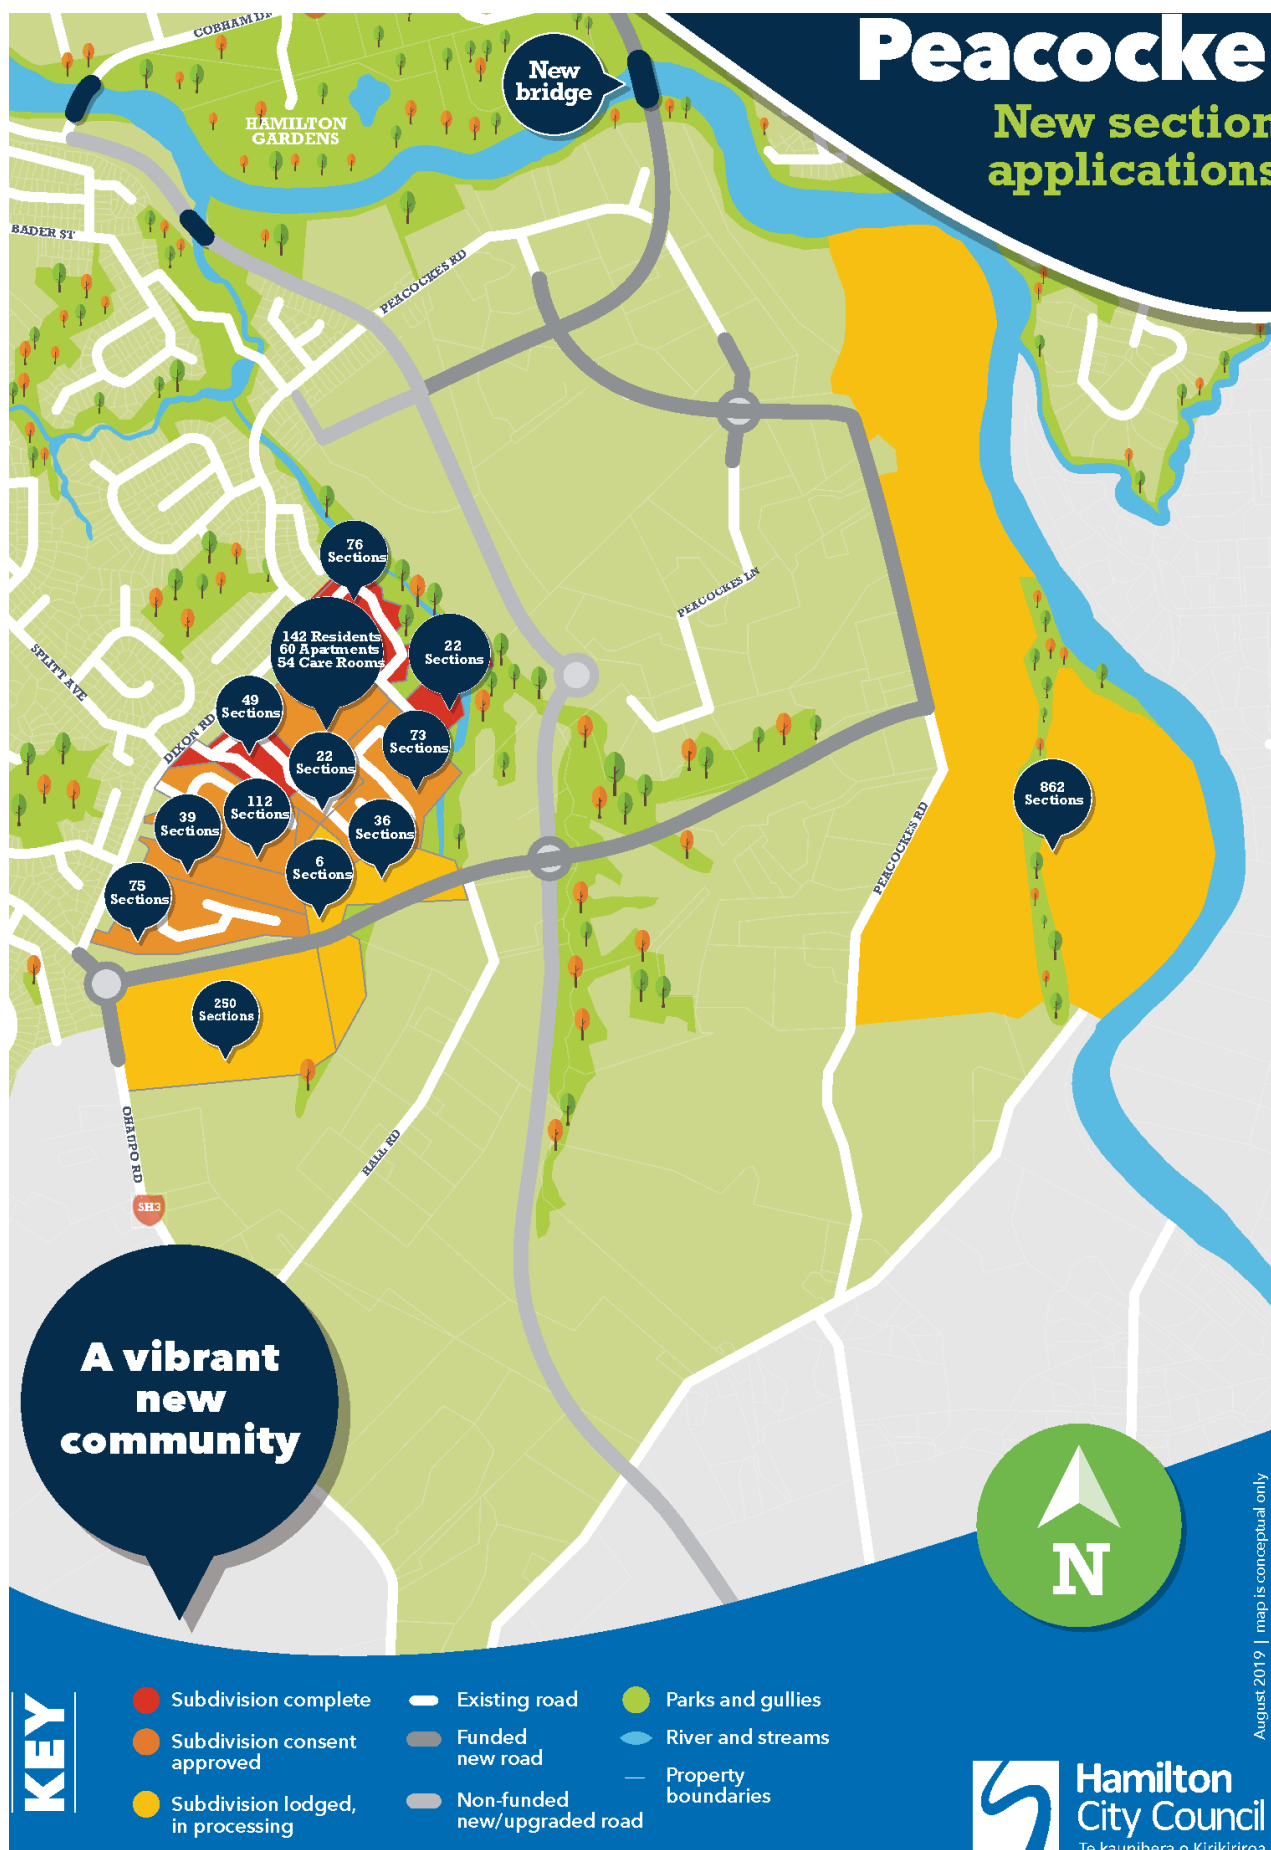 Peacocke
New section
applications
COBHAM DR
New
bridge
HAMILTON
GARDENS
BADER ST
PEACOCKES RD
76
Sections
142 Residents
60 Apartments
54 Care Rooms
22
Sections
PEACOCKES LN
SPLITT AVE
49
Sections
DIXON RD
73
Sections
22
Sections
862
Sections
112
Sections
39
Sections
36
Sections
PEACOCKES RD
6
Sections
75
Sections
250
Sections
OHAUPO RD
HALL RD
SH3
A vibrant
new
community
N
August 2019 | map is conceptual only
KEY
Subdivision complete
Subdivision consent
approved
Subdivision lodged,
in processing
Existing road
Funded
new road
Non-funded
new/upgraded road
Parks and gullies
River and streams
Property
boundaries
Hamilton
City Council
Te kaunihera o Kirikiriroa